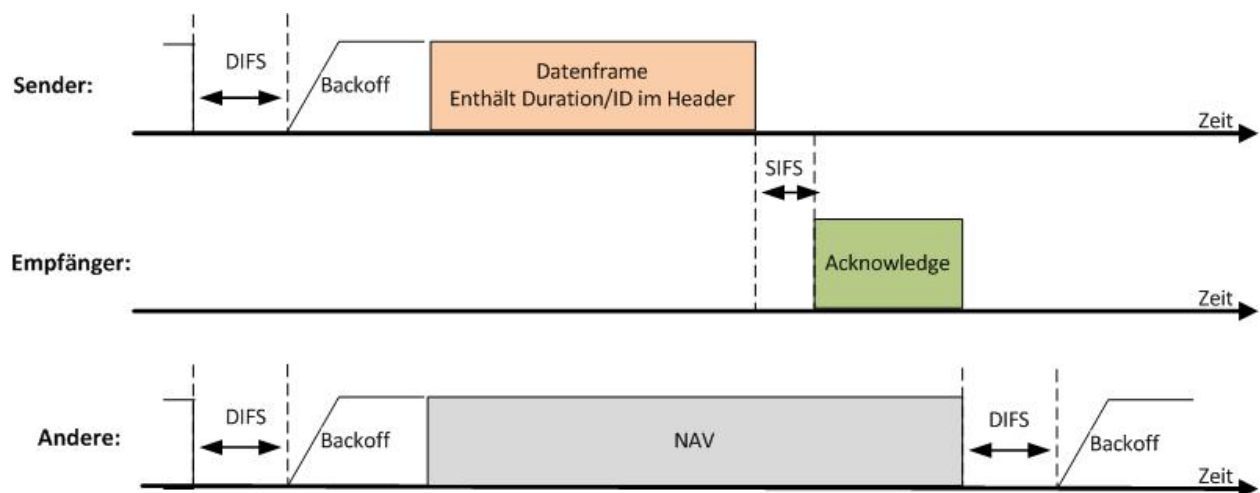 DIFS
Sender:
Backoff
Datenframe
Enthält Duration/ID im Header
Zeit
SIFS
Empfänger:
Acknowledge
Zeit
DIFS
DIFS
Andere:
Backoff
NAV
Backoff
Zeit